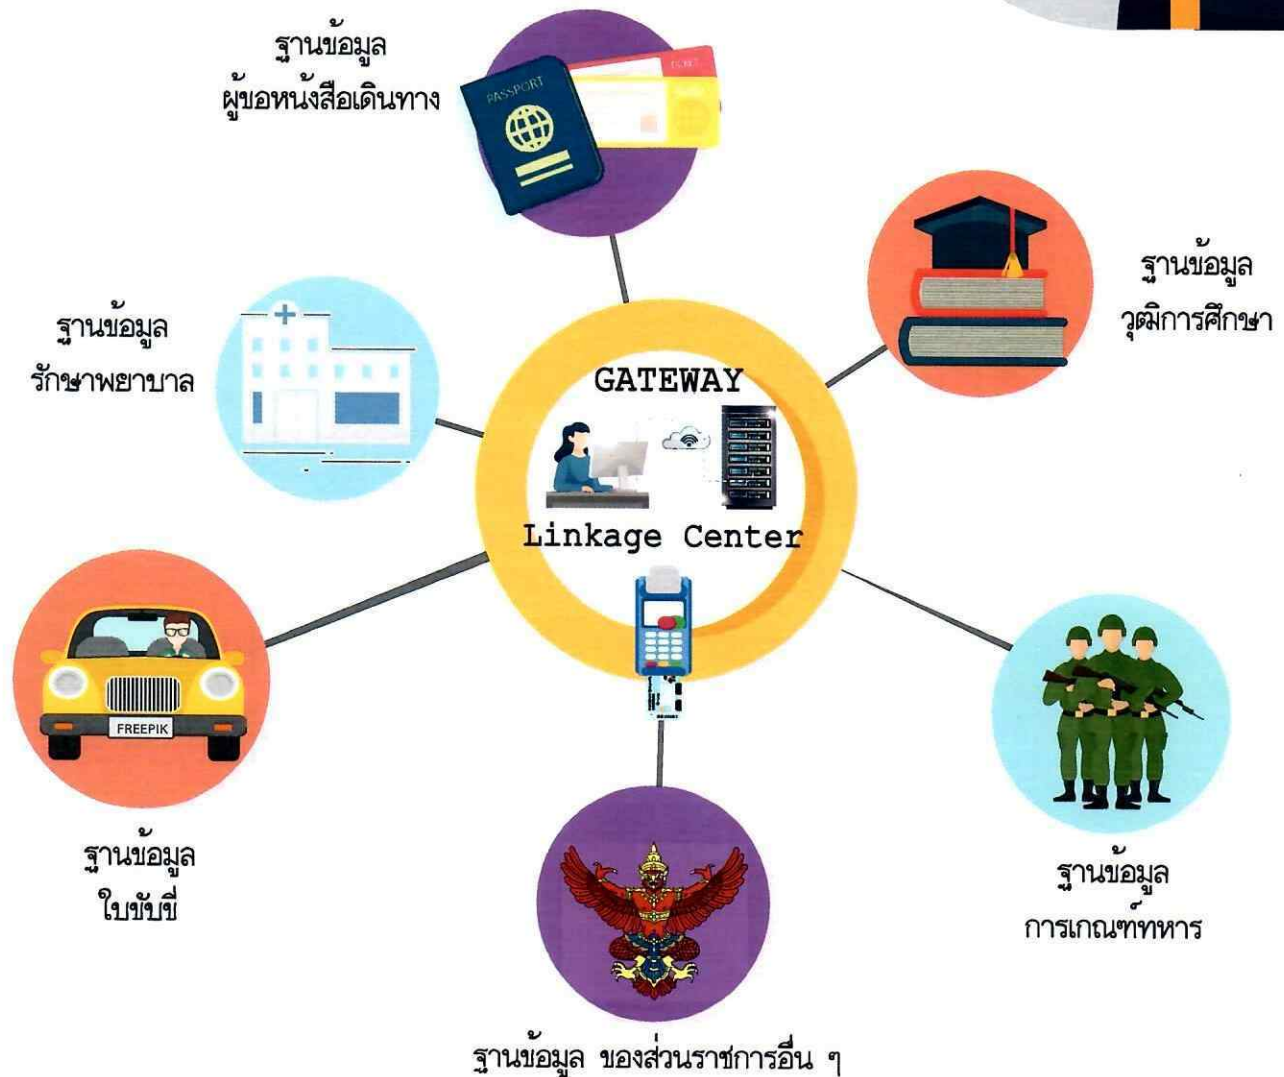 ฐานข้อมูล
ผู้ขอหนังสือเดินทาง
PASSPORT
TICKET
ฐานข้อมูล
วุฒิการศึกษา
ฐานข้อมูล
รักษาพยาบาล
GATEWAY
Linkage Center
FREEPIK
ฐานข้อมูล
ใบขับขี่
ฐานข้อมูล
การเกณฑ์ทหาร
ฐานข้อมูล ของส่วนราชการอื่น ๆ